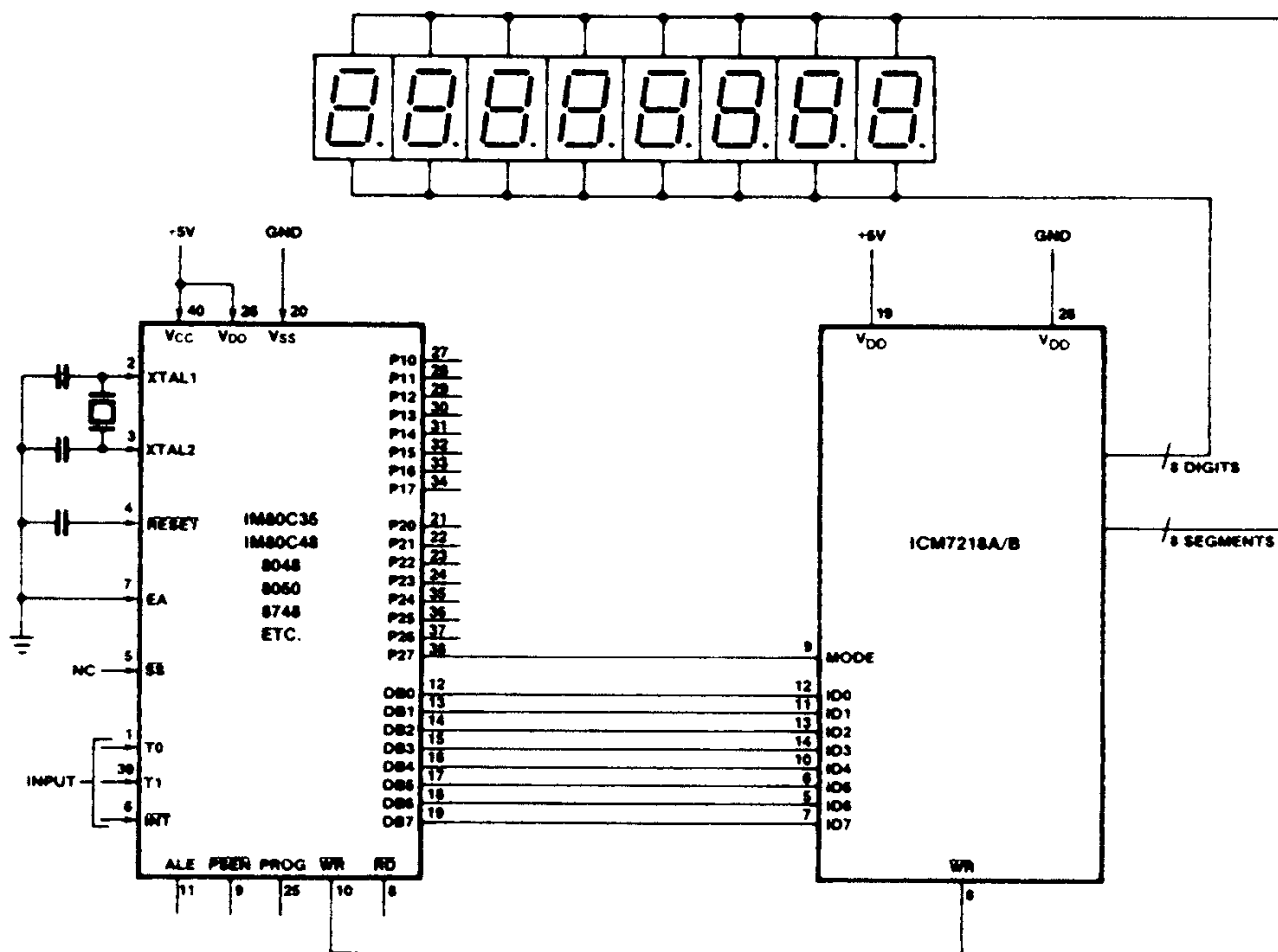 +5V
GND
+5V
GND
40
26
20
19
28
VCC
VDD
VSS
VDD
VDD
2
XTAL1
3
XTAL2
4
RESET
7
EA
5
NC
SS
1
T0
39
T1
INPUT
6
INT
IM80C35
IM80C48
8048
8050
8748
ETC.
P10 27
P11 28
P12 29
P13 30
P14 31
P15 32
P16 33
P17 34
P20 21
P21 22
P22 23
P23 24
P24 35
P25 36
P26 37
P27 38
DB0 12
DB1 13
DB2 14
DB3 15
DB4 16
DB5 17
DB6 18
DB7 19
ALE
PSEN
PROG
WR
RD
11
9
25
10
8
ICM7218A/B
8 DIGITS
8 SEGMENTS
9 MODE
12 ID0
11 ID1
13 ID2
14 ID3
10 ID4
6 ID5
5 ID6
7 ID7
WR
8